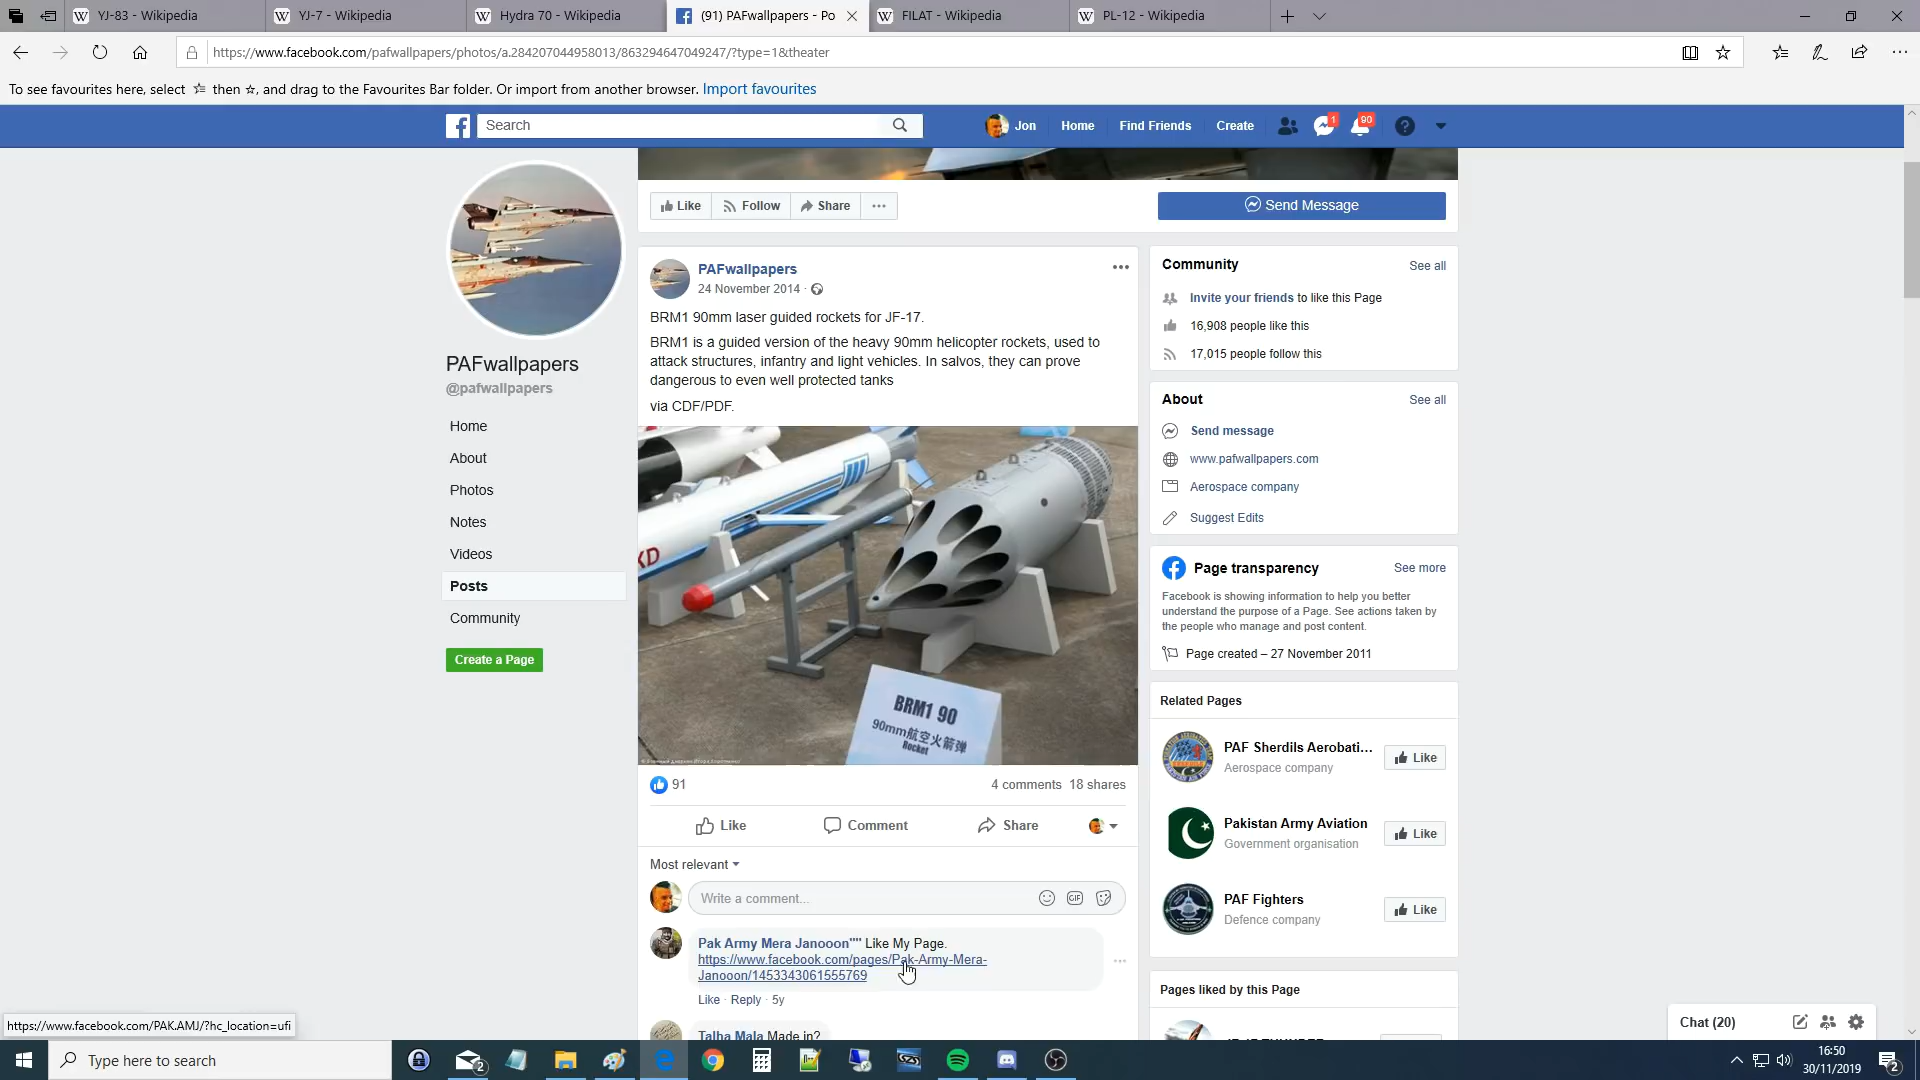 YJ-83 - Wikipedia
YJ-7 - Wikipedia
Hydra 70 - Wikipedia
(91) PAFwallpapers - Po
FILAT - Wikipedia
PL-12 - Wikipedia
https://www.facebook.com/pafwallpapers/photos/a.284207044958013/863294647049247/?type=1&theater
To see favourites here, select ☆ then ☆, and drag to the Favourites Bar folder. Or import from another browser. Import favourites
Search
Jon
Home
Find Friends
Create
1
90
Like
Follow
Share
Send Message
PAFwallpapers
@pafwallpapers
Home
About
Photos
Notes
Videos
Posts
Community
Create a Page
PAFwallpapers
24 November 2014 ·
BRM1 90mm laser guided rockets for JF-17.
BRM1 is a guided version of the heavy 90mm helicopter rockets, used to
attack structures, infantry and light vehicles. In salvos, they can prove
dangerous to even well protected tanks
via CDF/PDF.
KD
BRM1 90
90mm航空火箭弹
Rocket
91
4 comments 18 shares
Like
Comment
Share
Most relevant
Write a comment...
GIF
Pak Army Mera Janooon"" Like My Page.
https://www.facebook.com/pages/Pak-Army-Mera-
Janooon/1453343061555769
Like · Reply · 5y
Talha Mala Made in?
Community
See all
Invite your friends to like this Page
16,908 people like this
17,015 people follow this
About
See all
Send message
www.pafwallpapers.com
Aerospace company
Suggest Edits
Page transparency
See more
Facebook is showing information to help you better
understand the purpose of a Page. See actions taken by
the people who manage and post content.
Page created – 27 November 2011
Related Pages
PAF Sherdils Aerobati...
Aerospace company
Like
Pakistan Army Aviation
Government organisation
Like
PAF Fighters
Defence company
Like
Pages liked by this Page
Chat (20)
https://www.facebook.com/PAK.AMJ/?hc_location=ufi
Type here to search
2
16:50
30/11/2019
2